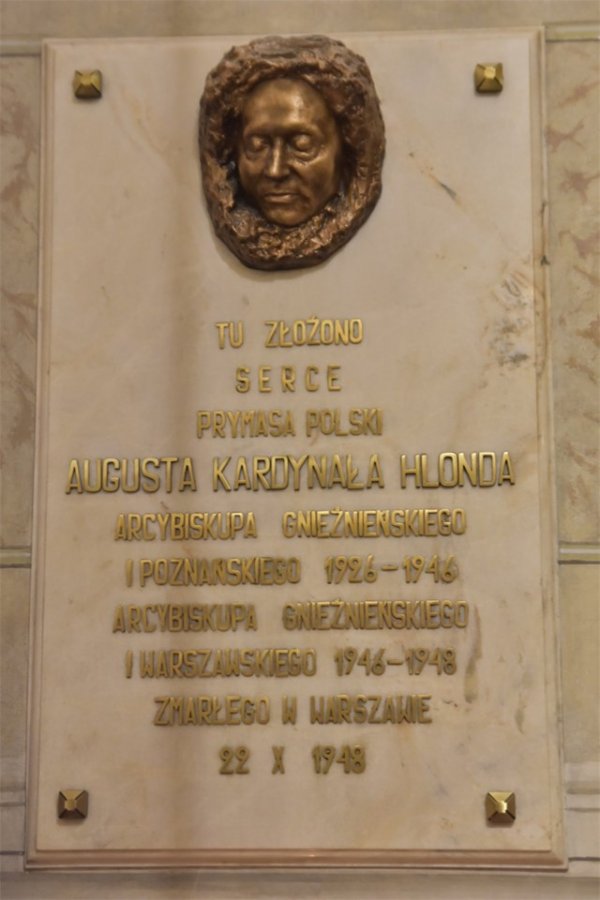 TU ZŁOŻONO
SERCE
PRYMASA POLSKI
AUGUSTA KARDYNAŁA HLONDA
ARCYBISKUPA GNIEŹNIEŃSKIEGO
I POZNAŃSKIEGO 1926-1946
ARCYBISKUPA GNIEŹNIEŃSKIEGO
I WARSZAWSKIEGO 1946-1948
ZMARŁEGO W WARSZAWIE
22 X 1948